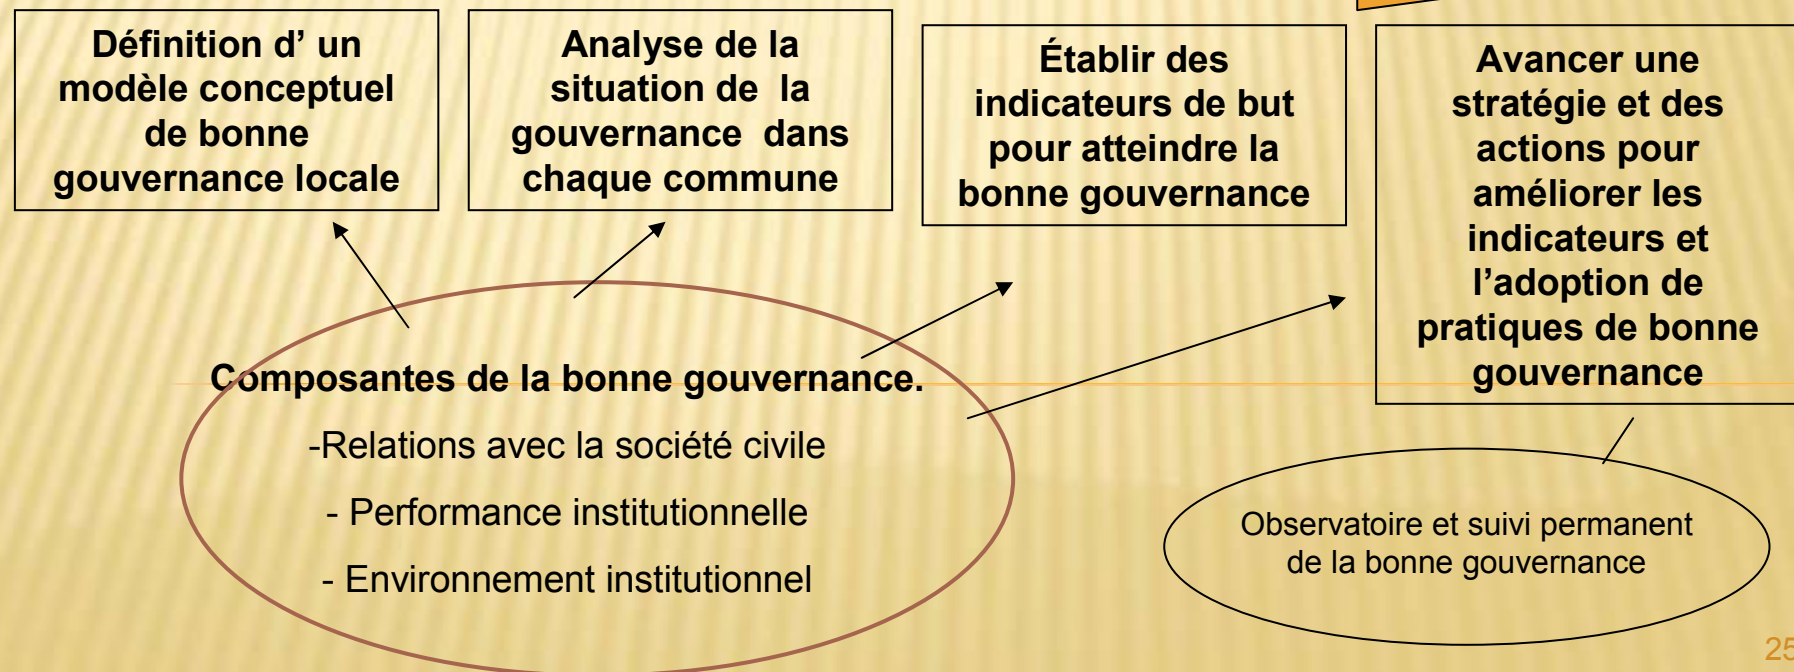 Définition d’ un
modèle conceptuel
de bonne
gouvernance locale
Analyse de la
situation de la
gouvernance dans
chaque commune
Établir des
indicateurs de but
pour atteindre la
bonne gouvernance
Avancer une
stratégie et des
actions pour
améliorer les
indicateurs et
l’adoption de
pratiques de bonne
gouvernance
Composantes de la bonne gouvernance.
-Relations avec la société civile
- Performance institutionnelle
- Environnement institutionnel
Observatoire et suivi permanent
de la bonne gouvernance
25